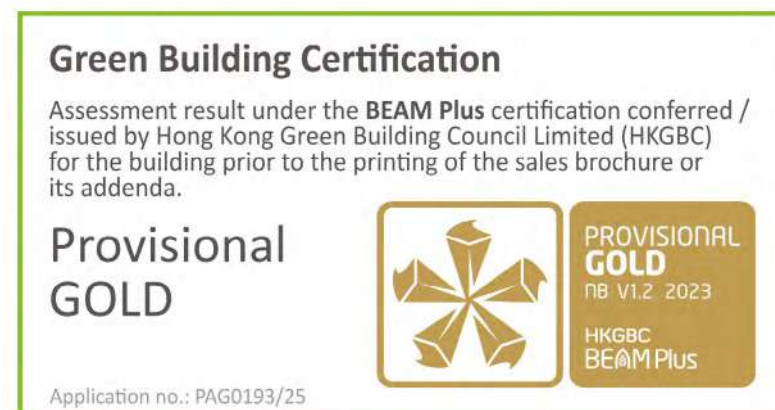 Green Building Certification
Assessment result under the BEAM Plus certification conferred /
issued by Hong Kong Green Building Council Limited (HKGBC)
for the building prior to the printing of the sales brochure or
its addenda.
Provisional
GOLD
PROVISIONAL
GOLD
NB V1.2 2023
HKGBC
BEAM Plus
Application no.: PAG0193/25